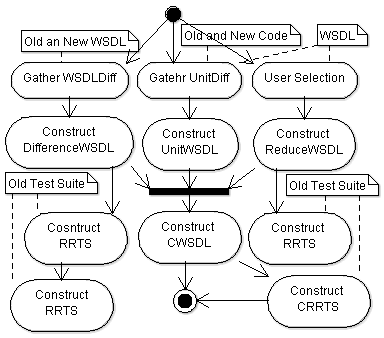 Old an New WSDL
Old and New Code
WSDL
Gather WSDLDiff
Gatehr UnitDiff
User Selection
Construct
DifferenceWSDL
Construct
UnitWSDL
Construct
ReduceWSDL
Old Test Suite
Old Test Suite
Cosntruct
RRTS
Construct
CWSDL
Construct
RRTS
Construct
RRTS
Construct
CRRTS